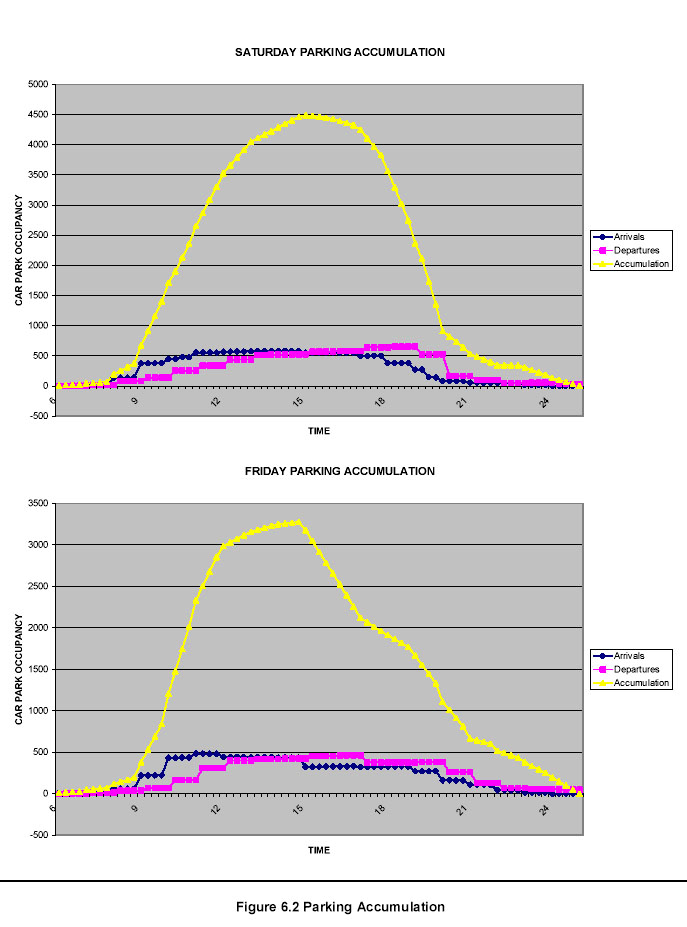 SATURDAY PARKING ACCUMULATION
5000
4500
4000
3500
3000
2500
2000
1500
1000
500
0
-500
CAR PARK OCCUPANCY
6 9 12 15 18 21 24
TIME
Arrivals
Departures
Accumulation
FRIDAY PARKING ACCUMULATION
3500
3000
2500
2000
1500
1000
500
0
-500
CAR PARK OCCUPANCY
6 9 12 15 18 21 24
TIME
Arrivals
Departures
Accumulation
Figure 6.2 Parking Accumulation